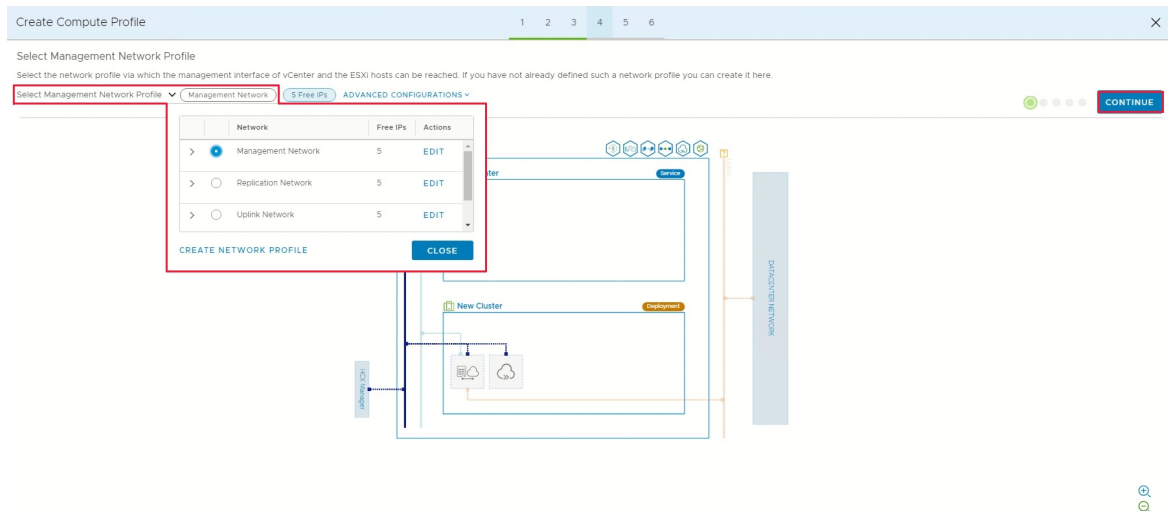 Create Compute Profile
1 2 3 4 5 6
Select Management Network Profile
Select the network profile via which the management interface of vCenter and the ESXi hosts can be reached. If you have not already defined such a network profile you can create it here.
Select Management Network Profile Management Network 5 Free IPs ADVANCED CONFIGURATIONS
CONTINUE
Network Free IPs Actions
Management Network 5 EDIT
Replication Network 5 EDIT
Uplink Network 5 EDIT
CREATE NETWORK PROFILE CLOSE
ter Service
New Cluster Deployment
HCX Manager
DATACENTER NETWORK